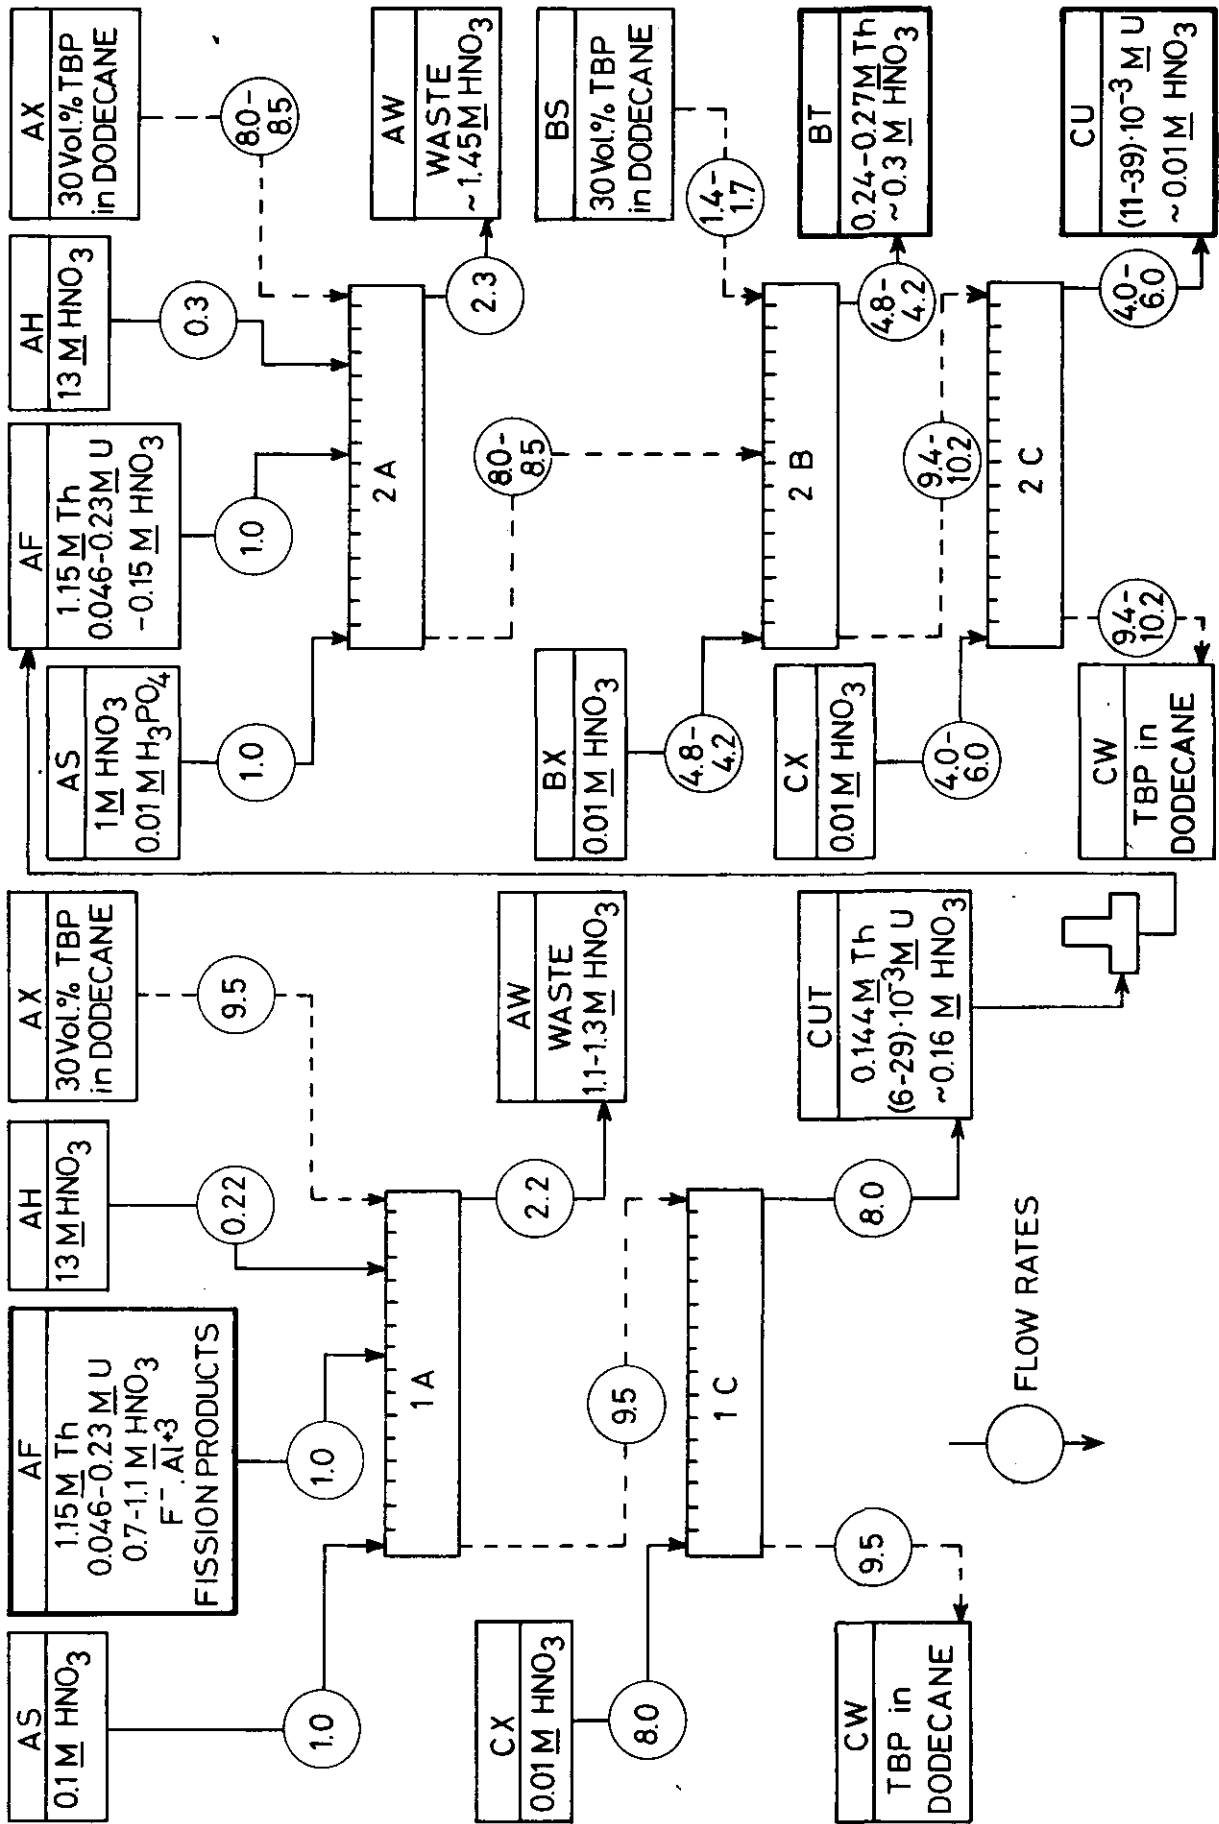 AS
0.1 M HNO3
AF
1.15 M Th
0.046-0.23 M U
0.7-1.1 M HNO3
F-. Al+3
FISSION PRODUCTS
AH
13 M HNO3
AX
30 Vol.% TBP
in DODECANE
1.0
1.0
0.22
9.5
1 A
2.2
AW
WASTE
1.1-1.3 M HNO3
9.5
CX
0.01 M HNO3
8.0
1 C
8.0
CUT
0.144 M Th
(6-29)·10-3 M U
~0.16 M HNO3
9.5
CW
TBP in
DODECANE
FLOW RATES
AS
1 M HNO3
0.01 M H3PO4
AF
1.15 M Th
0.046-0.23 M U
-0.15 M HNO3
AH
13 M HNO3
AX
30 Vol.% TBP
in DODECANE
1.0
1.0
0.3
8.0-
8.5
2 A
2.3
AW
WASTE
~1.45 M HNO3
8.0-
8.5
BS
30 Vol.% TBP
in DODECANE
1.4-
1.7
BX
0.01 M HNO3
4.8-
4.2
2 B
4.8-
4.2
BT
0.24-0.27 M Th
~0.3 M HNO3
9.4-
10.2
CX
0.01 M HNO3
4.0-
6.0
2 C
4.0-
6.0
CU
(11-39)·10-3 M U
~0.01 M HNO3
9.4-
10.2
CW
TBP in
DODECANE